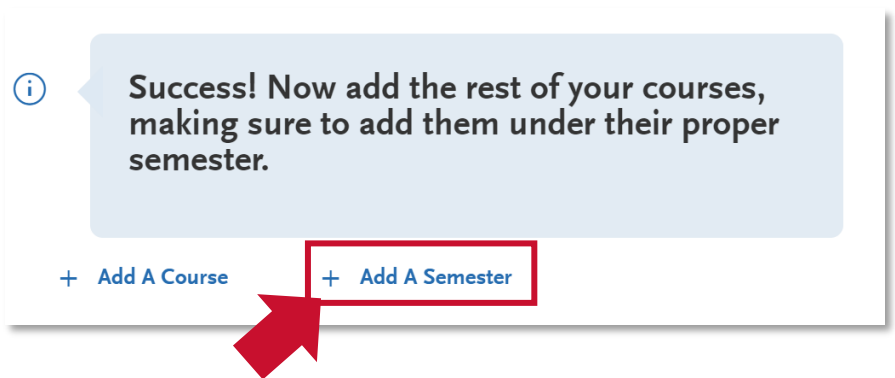 Success! Now add the rest of your courses,
making sure to add them under their proper
semester.
+ Add A Course + Add A Semester